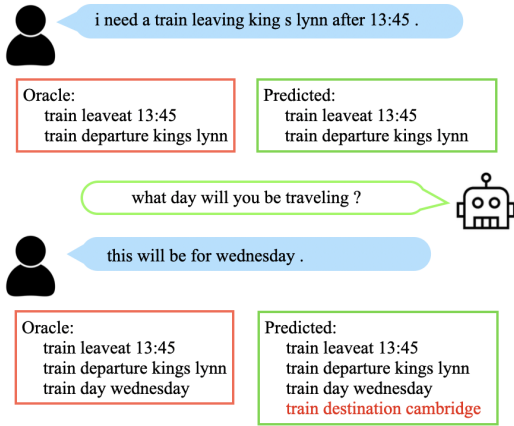 i need a train leaving king s lynn after 13:45 .
Oracle:
train leaveat 13:45
train departure kings lynn
Predicted:
train leaveat 13:45
train departure kings lynn
what day will you be traveling ?
this will be for wednesday .
Oracle:
train leaveat 13:45
train departure kings lynn
train day wednesday
Predicted:
train leaveat 13:45
train departure kings lynn
train day wednesday
train destination cambridge